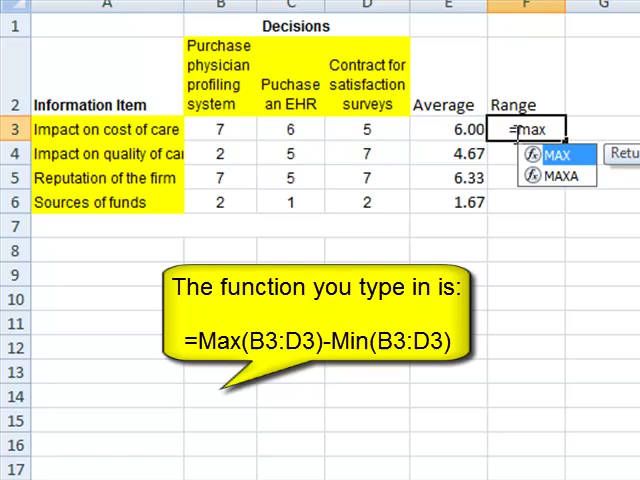 A B C D E F G
1 Decisions
Purchase
physician
profiling
system
Puchase
an EHR
Contract for
satisfaction
surveys
2 Information Item Average Range
3 Impact on cost of care 7 6 5 6.00 =max
4 Impact on quality of car 2 5 7 4.67
5 Reputation of the firm 7 5 7 6.33
6 Sources of funds 2 1 2 1.67
fx MAX
Retu
fx MAXA
7
8
9
10
11
12
13
14
15
16
17
The function you type in is:
=Max(B3:D3)-Min(B3:D3)